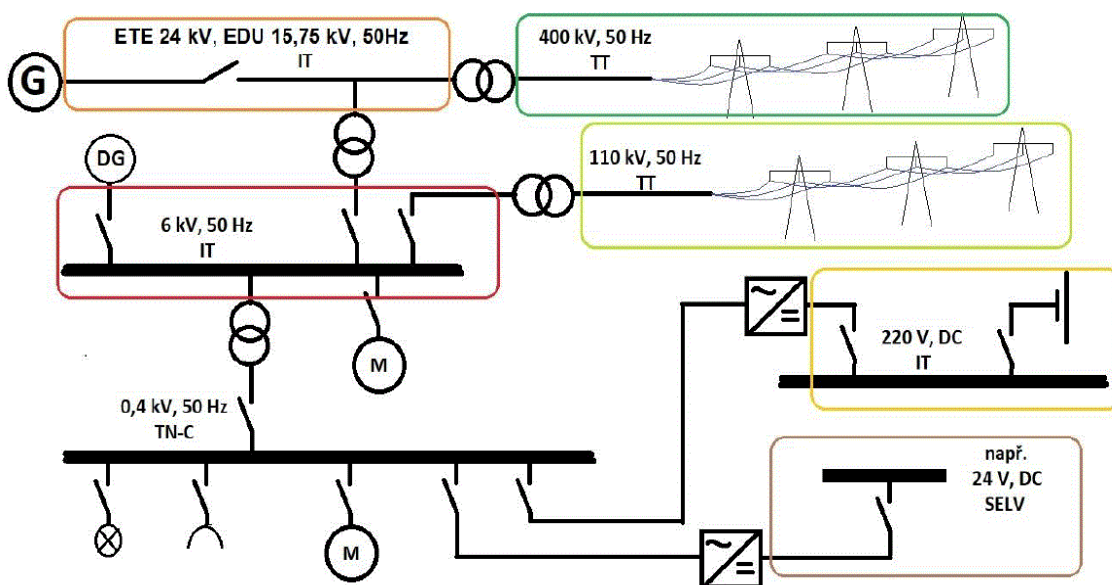 ETE 24 kV, EDU 15,75 kV, 50Hz
IT
G
400 kV, 50 Hz
TT
DG
110 kV, 50 Hz
TT
6 kV, 50 Hz
IT
M
220 V, DC
IT
0,4 kV, 50 Hz
TN-C
např.
24 V, DC
SELV
M